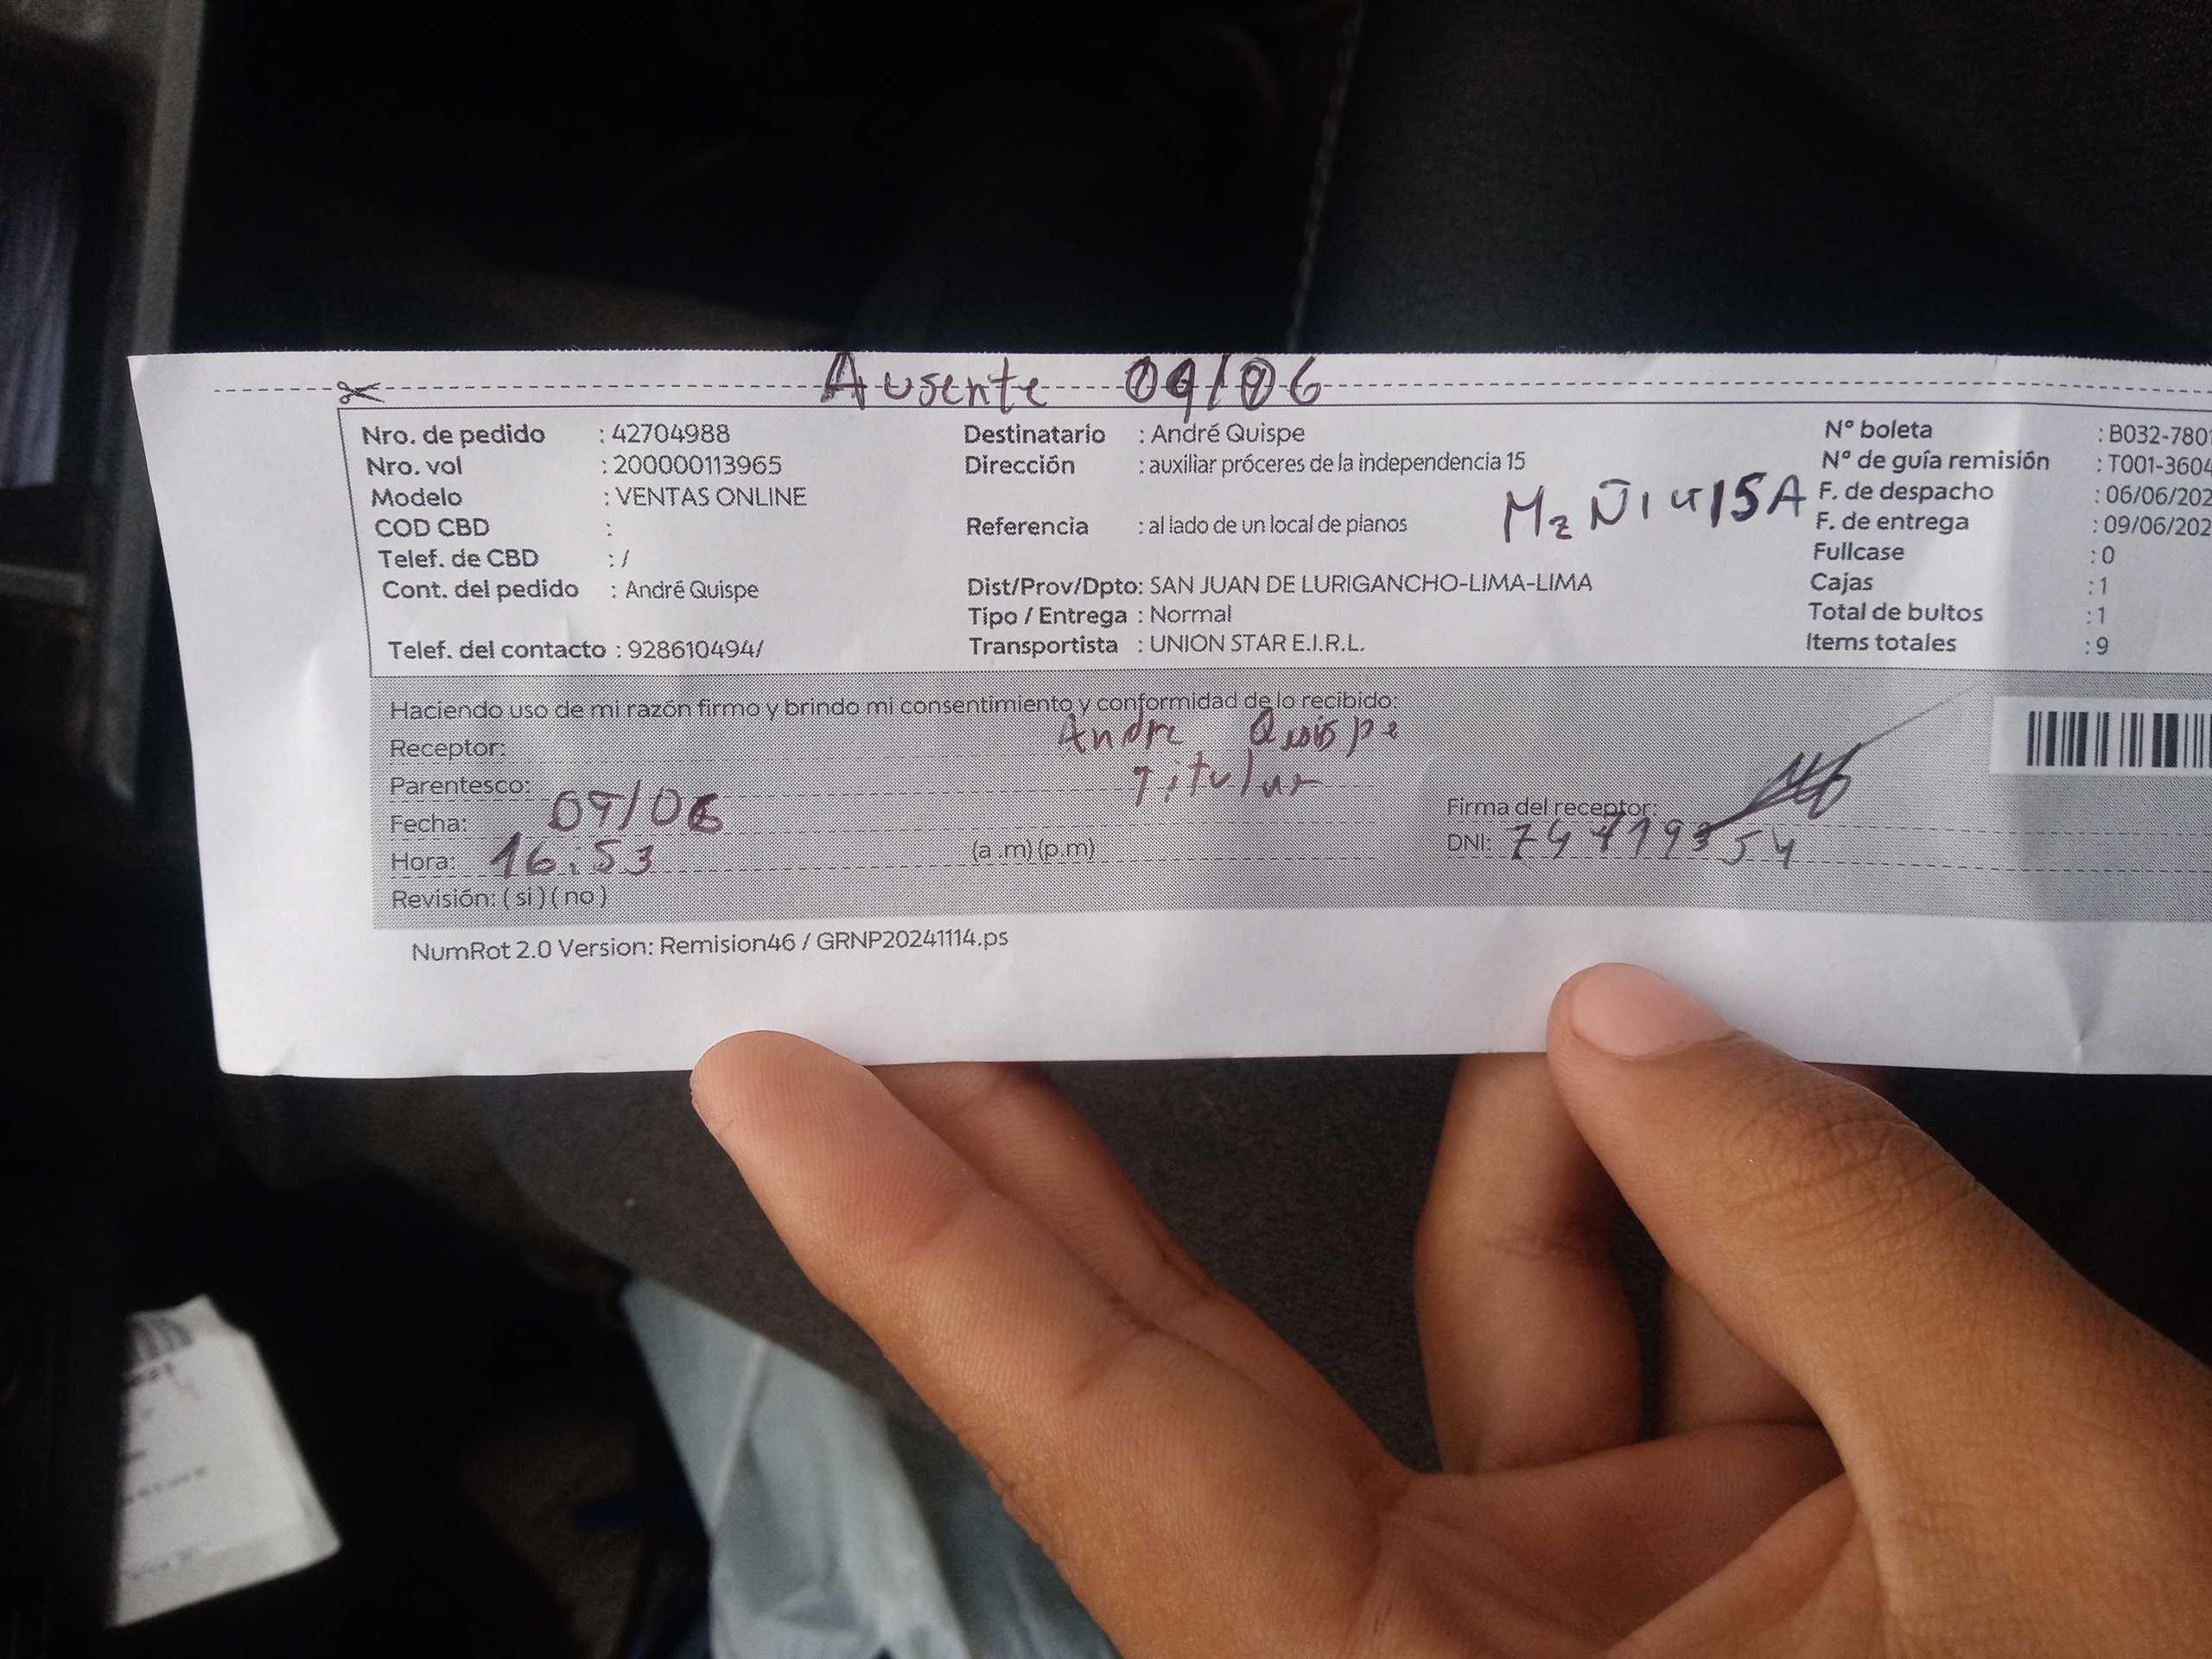 Ausente 09/06
Nro. de pedido : 42704988
Nro. vol : 200000113965
Modelo : VENTAS ONLINE
COD CBD :
Telef. de CBD : /
Cont. del pedido : André Quispe
Telef. del contacto : 928610494/
Destinatario : André Quispe
Dirección : auxiliar próceres de la independencia 15
Referencia : al lado de un local de pianos
Mz Ñ1 15A
Dist/Prov/Dpto: SAN JUAN DE LURIGANCHO-LIMA-LIMA
Tipo / Entrega : Normal
Transportista : UNION STAR E.I.R.L.
N° boleta : B032-780
N° de guía remisión : T001-3604
F. de despacho : 06/06/202
F. de entrega : 09/06/202
Fullcase : 0
Cajas : 1
Total de bultos : 1
Items totales : 9
Haciendo uso de mi razón firmo y brindo mi consentimiento y conformidad de lo recibido:
Receptor: Andre Quispe
Parentesco: Titular
Fecha: 09/06
Hora: 16:53 (a .m) (p.m)
Revisión: ( si ) ( no )
Firma del receptor:
DNI:
NumRot 2.0 Version: Remision46 / GRNP20241114.ps